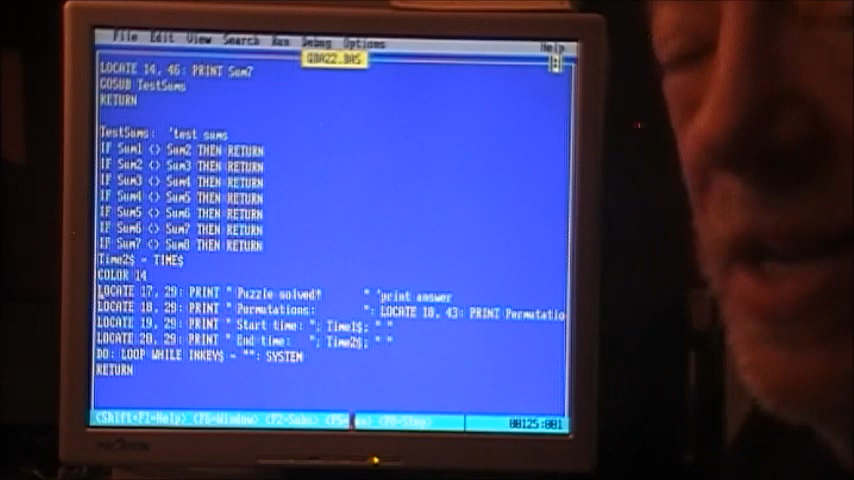 File Edit View Search Run Debug Options Help
QBA22.BAS
LOCATE 14, 46: PRINT Sum7
GOSUB TestSums
RETURN
TestSums: 'test sums
IF Sum1 <> Sum2 THEN RETURN
IF Sum2 <> Sum3 THEN RETURN
IF Sum3 <> Sum4 THEN RETURN
IF Sum4 <> Sum5 THEN RETURN
IF Sum5 <> Sum6 THEN RETURN
IF Sum6 <> Sum7 THEN RETURN
IF Sum7 <> Sum8 THEN RETURN
Time2$ = TIME$
COLOR 14
LOCATE 17, 29: PRINT " Puzzle solved! " 'print answer
LOCATE 18, 29: PRINT " Permutations: ": LOCATE 18, 43: PRINT Permutatio
LOCATE 19, 29: PRINT " Start time: "; Time1$; " "
LOCATE 20, 29: PRINT " End time: "; Time2$; " "
DO: LOOP WHILE INKEY$ = "": SYSTEM
RETURN
<Shift+F1=Help> <F6=Window> <F2=Subs> <F5=Run> <F8=Step> 00125:001